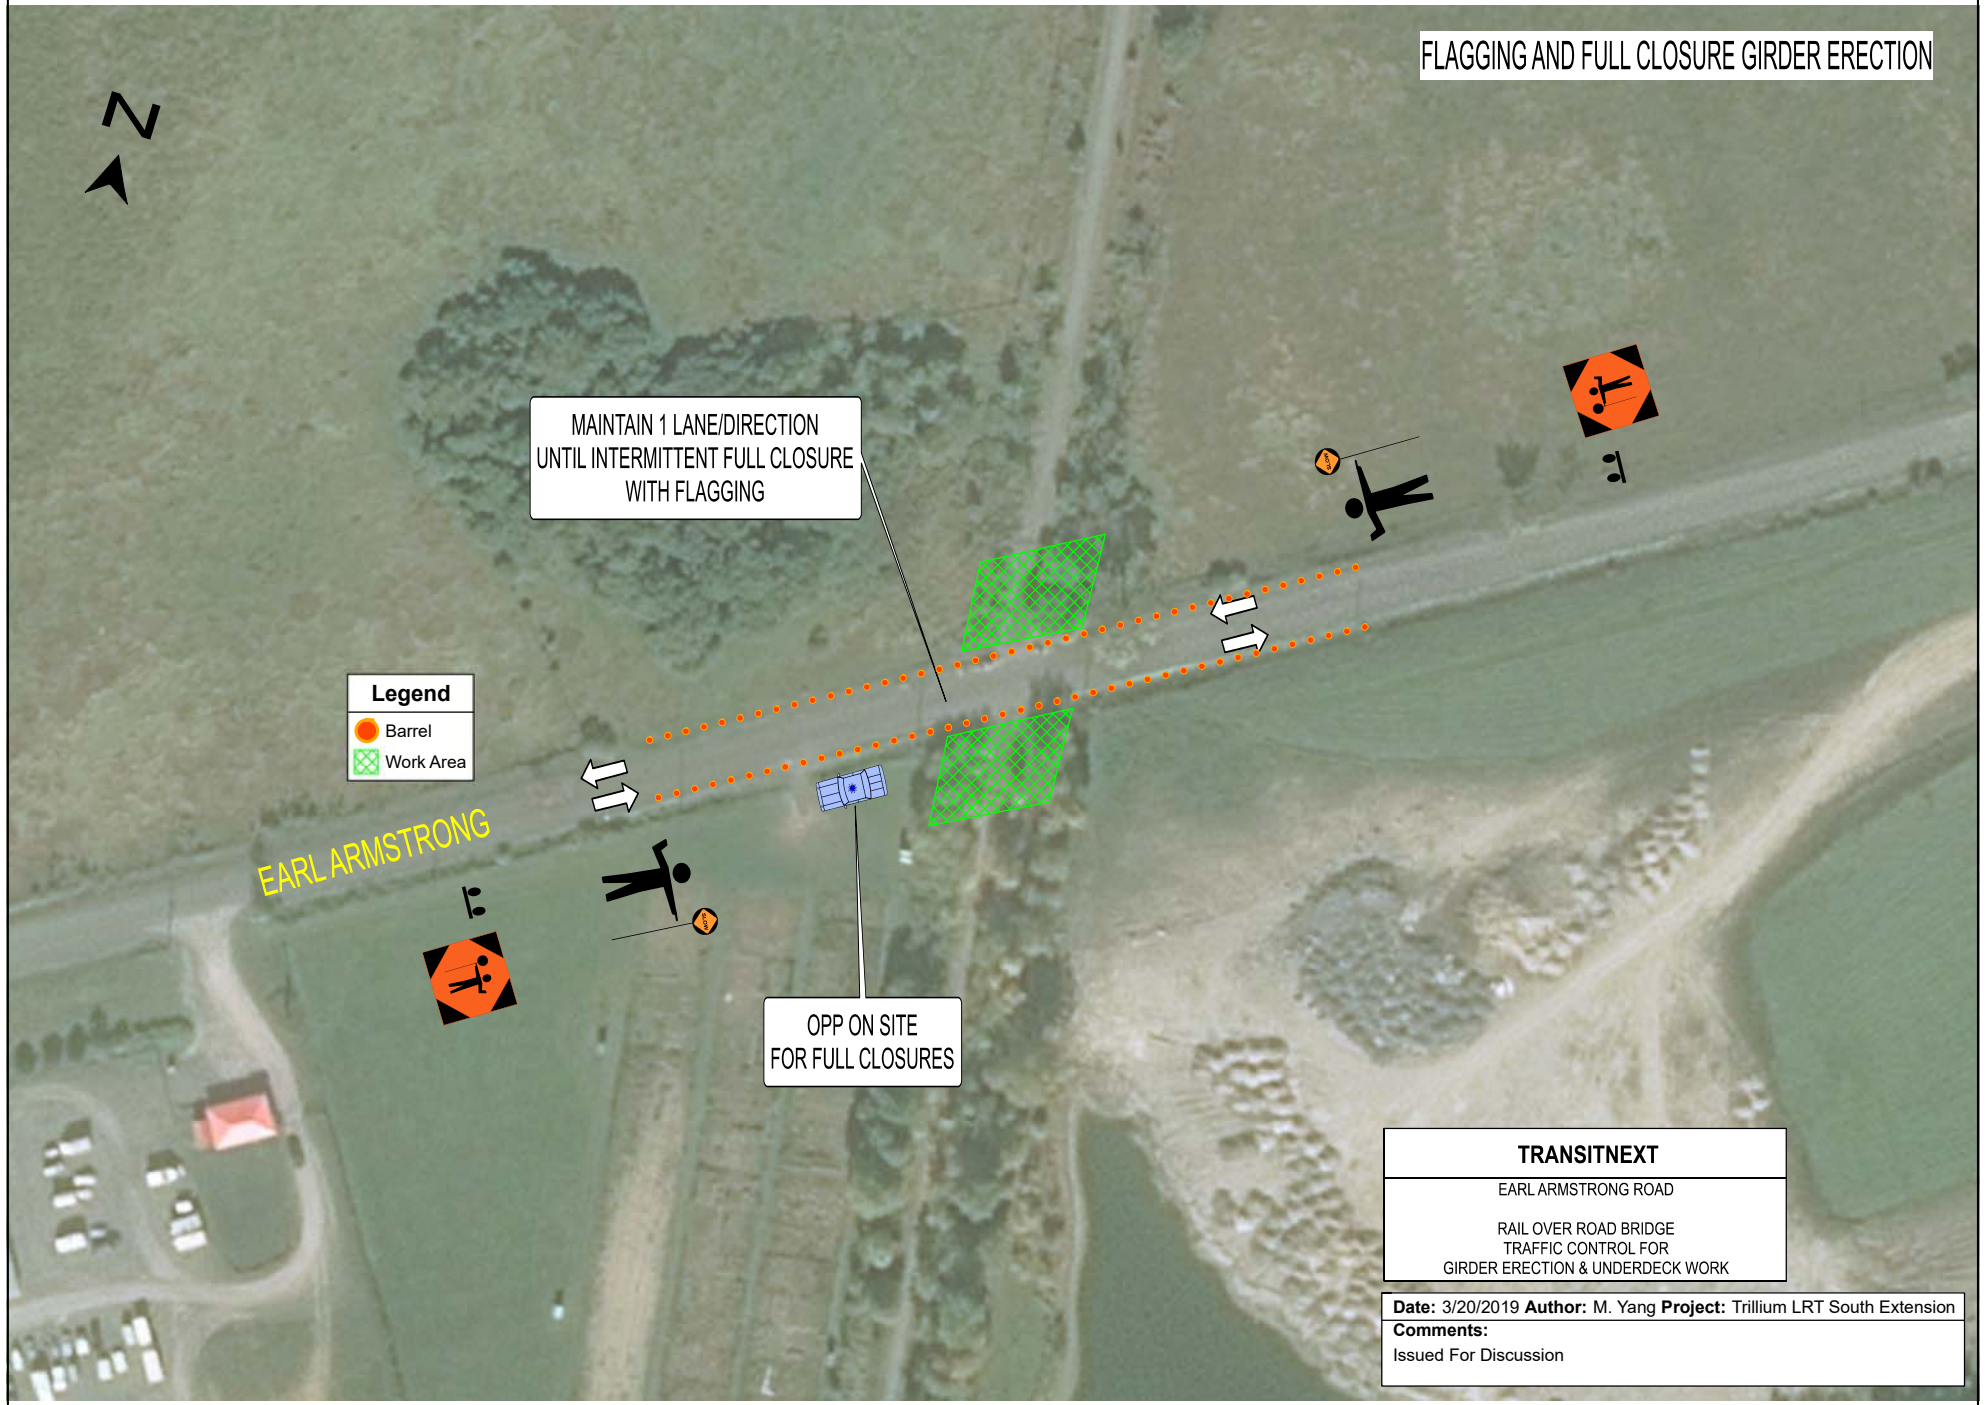 FLAGGING AND FULL CLOSURE GIRDER ERECTION
N
MAINTAIN 1 LANE/DIRECTION
UNTIL INTERMITTENT FULL CLOSURE
WITH FLAGGING
SLOW
Legend
Barrel
Work Area
EARL ARMSTRONG
SLOW
OPP ON SITE
FOR FULL CLOSURES
TRANSITNEXT
EARL ARMSTRONG ROAD
RAIL OVER ROAD BRIDGE
TRAFFIC CONTROL FOR
GIRDER ERECTION & UNDERDECK WORK
Date: 3/20/2019 Author: M. Yang Project: Trillium LRT South Extension
Comments:
Issued For Discussion